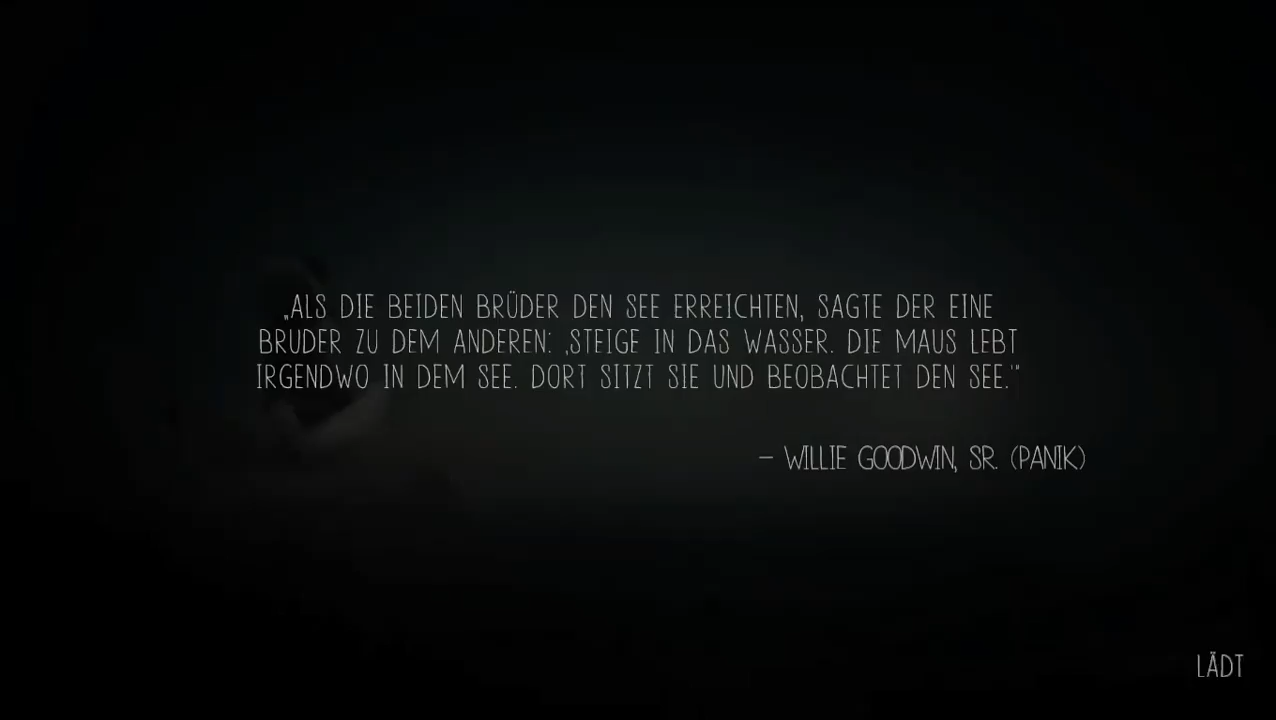 „ALS DIE BEIDEN BRÜDER DEN SEE ERREICHTEN, SAGTE DER EINE
BRUDER ZU DEM ANDEREN: ‚STEIGE IN DAS WASSER. DIE MAUS LEBT
IRGENDWO IN DEM SEE. DORT SITZT SIE UND BEOBACHTET DEN SEE.‘“
– WILLIE GOODWIN, SR. (PANIK)
LÄDT